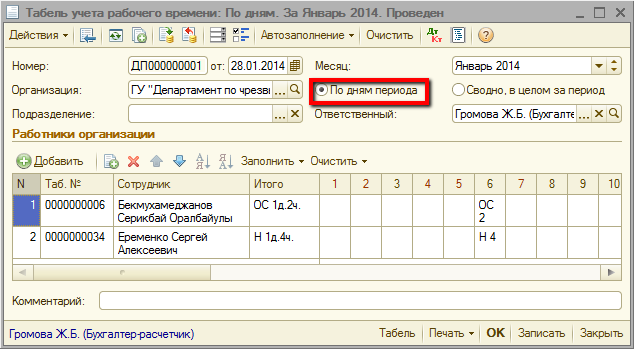 Табель учета рабочего времени: По дням. За Январь 2014. Проведен
Действия Автозаполнение Очистить Дт Кт ?
Номер: ДП000000001 от: 28.01.2014 Месяц: Январь 2014
Организация: ГУ "Департамент по чрезвы ... По дням периода Сводно, в целом за период
Подразделение: ... Ответственный: Громова Ж.Б. (Бухгалте ...
Работники организации
Добавить Заполнить Очистить
N Таб. № Сотрудник Итого 1 2 3 4 5 6 7 8 9 10
1 0000000006 Бекмухамеджанов ОС 1д.2ч. ОС
Серикбай Оралбайулы 2
2 0000000034 Еременко Сергей Н 1д.4ч. Н 4
Алексеевич
Комментарий:
Громова Ж.Б. (Бухгалтер-расчетчик) Табель Печать OK Записать Закрыть